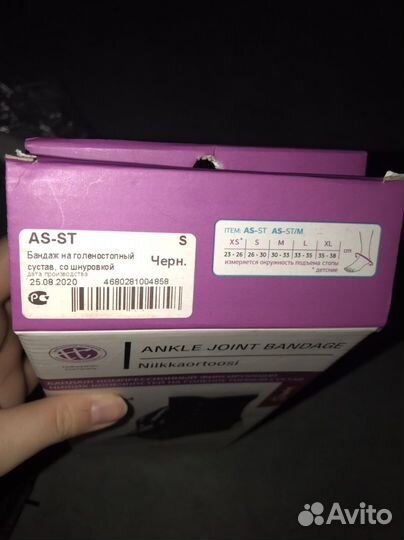 AS-ST S
Бандаж на голеностопный
сустав, со шнуровкой
Черн.
дата производства
25.08.2020 4680281004858
ITEM: AS-ST AS-ST/M
XS* S M L XL
23 - 26 26 - 30 30 - 33 33 - 35 35 - 38 cm
измеряется окружность подъема стопы
* детские
ANKLE JOINT BANDAGE
Nilkkaortoosi
Avito